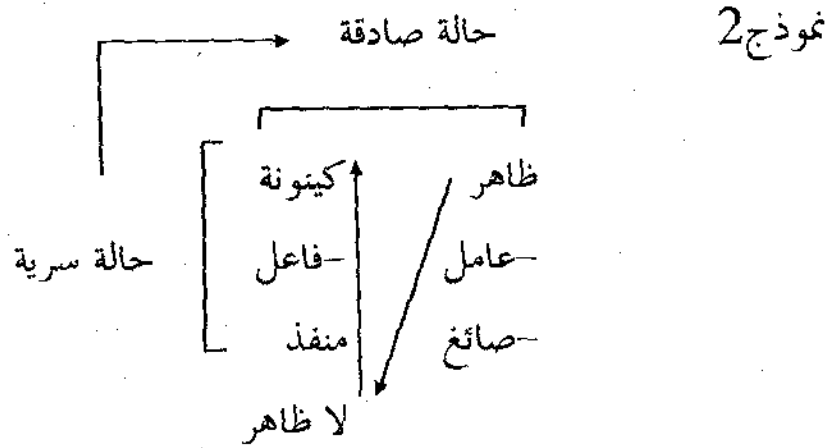 نموذج2
حالة صادقة
ظاهر كينونة
-عامل -فاعل حالة سرية
-صائغ منفذ
لا ظاهر